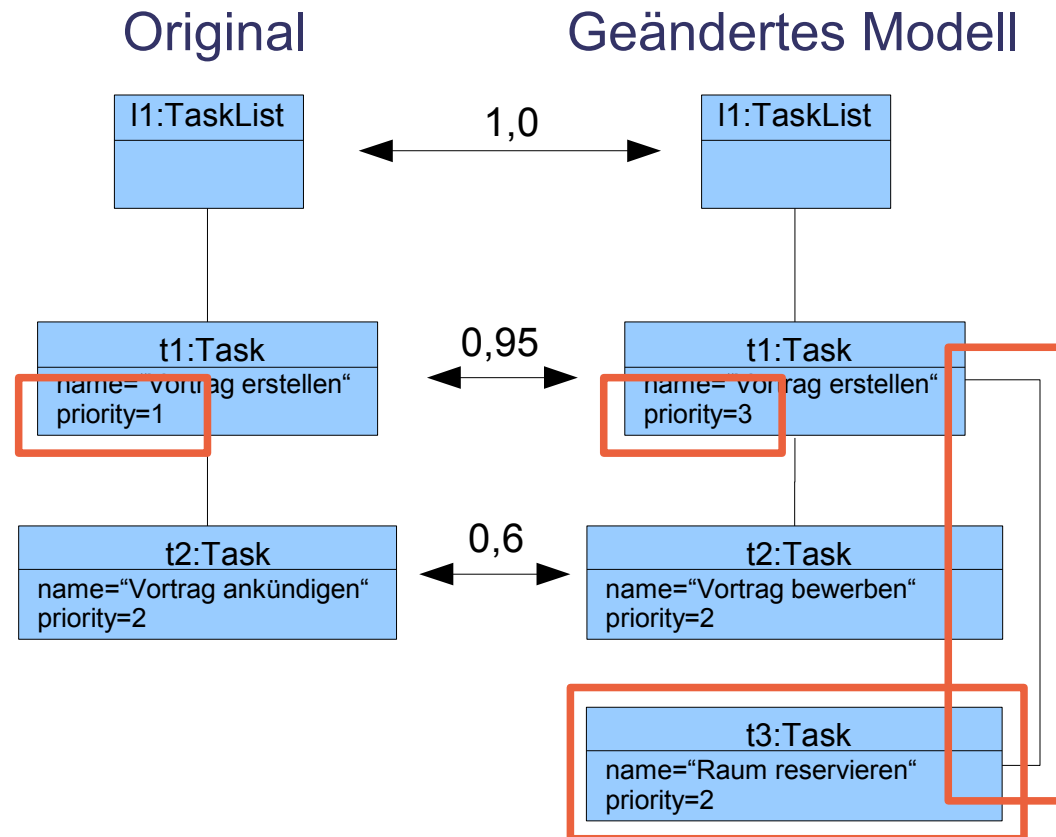 Original
Geändertes Modell
l1:TaskList
1,0
l1:TaskList
t1:Task
name=“Vortrag erstellen“
priority=1
0,95
t1:Task
name=“Vortrag erstellen“
priority=3
t2:Task
name=“Vortrag ankündigen“
priority=2
0,6
t2:Task
name=“Vortrag bewerben“
priority=2
t3:Task
name=“Raum reservieren“
priority=2